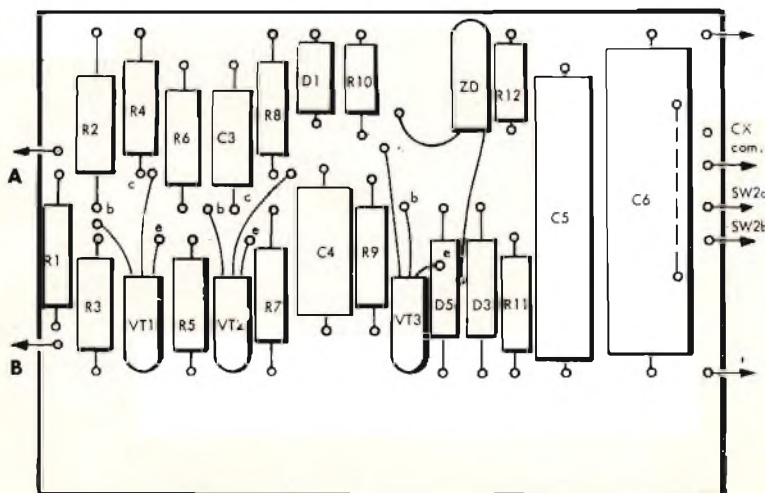 ZD
D1
R10
R12
R4
R8
R2
R6
C3
CX
com.
A
c
b
b
c
b
SW2b
C5
C6
R1
e
e
C4
R9
e
R3
VT1
R5
VT2
R7
VT3
D5
D3
R11
B